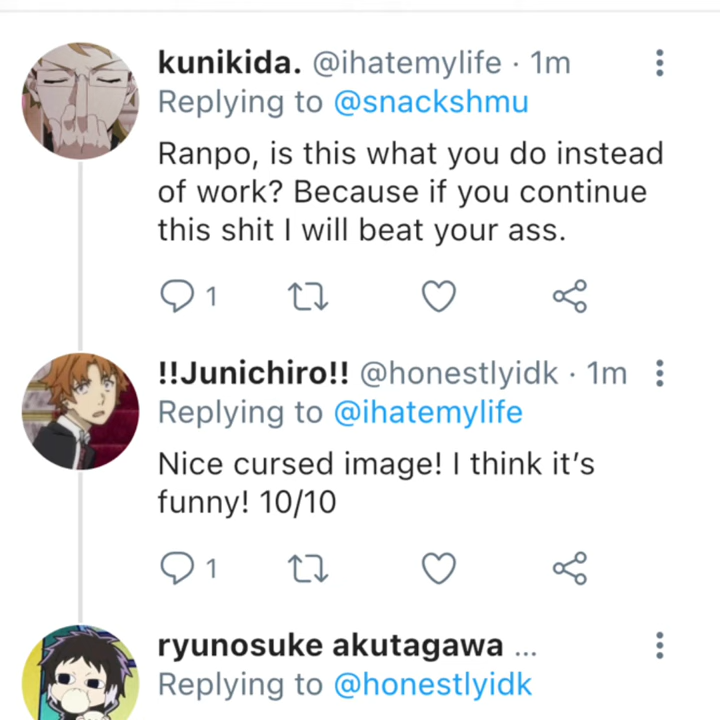 kunikida. @ihatemylife · 1m
Replying to @snackshmu
Ranpo, is this what you do instead
of work? Because if you continue
this shit I will beat your ass.
1
!!Junichiro!! @honestlyidk · 1m
Replying to @ihatemylife
Nice cursed image! I think it’s
funny! 10/10
1
ryunosuke akutagawa ...
Replying to @honestlyidk